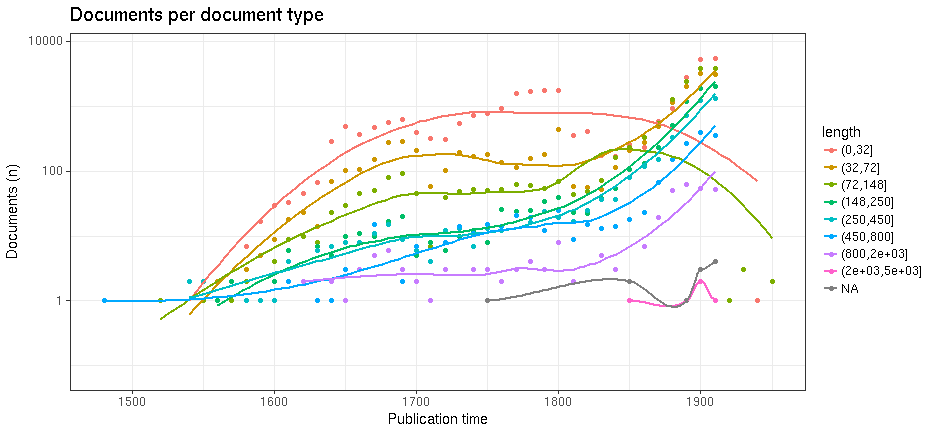 Documents per document type
10000
100
1
Documents (n)
1500
1600
1700
1800
1900
Publication time
length
(0,32]
(32,72]
(72,148]
(148,250]
(250,450]
(450,800]
(800,2e+03]
(2e+03,5e+03]
NA